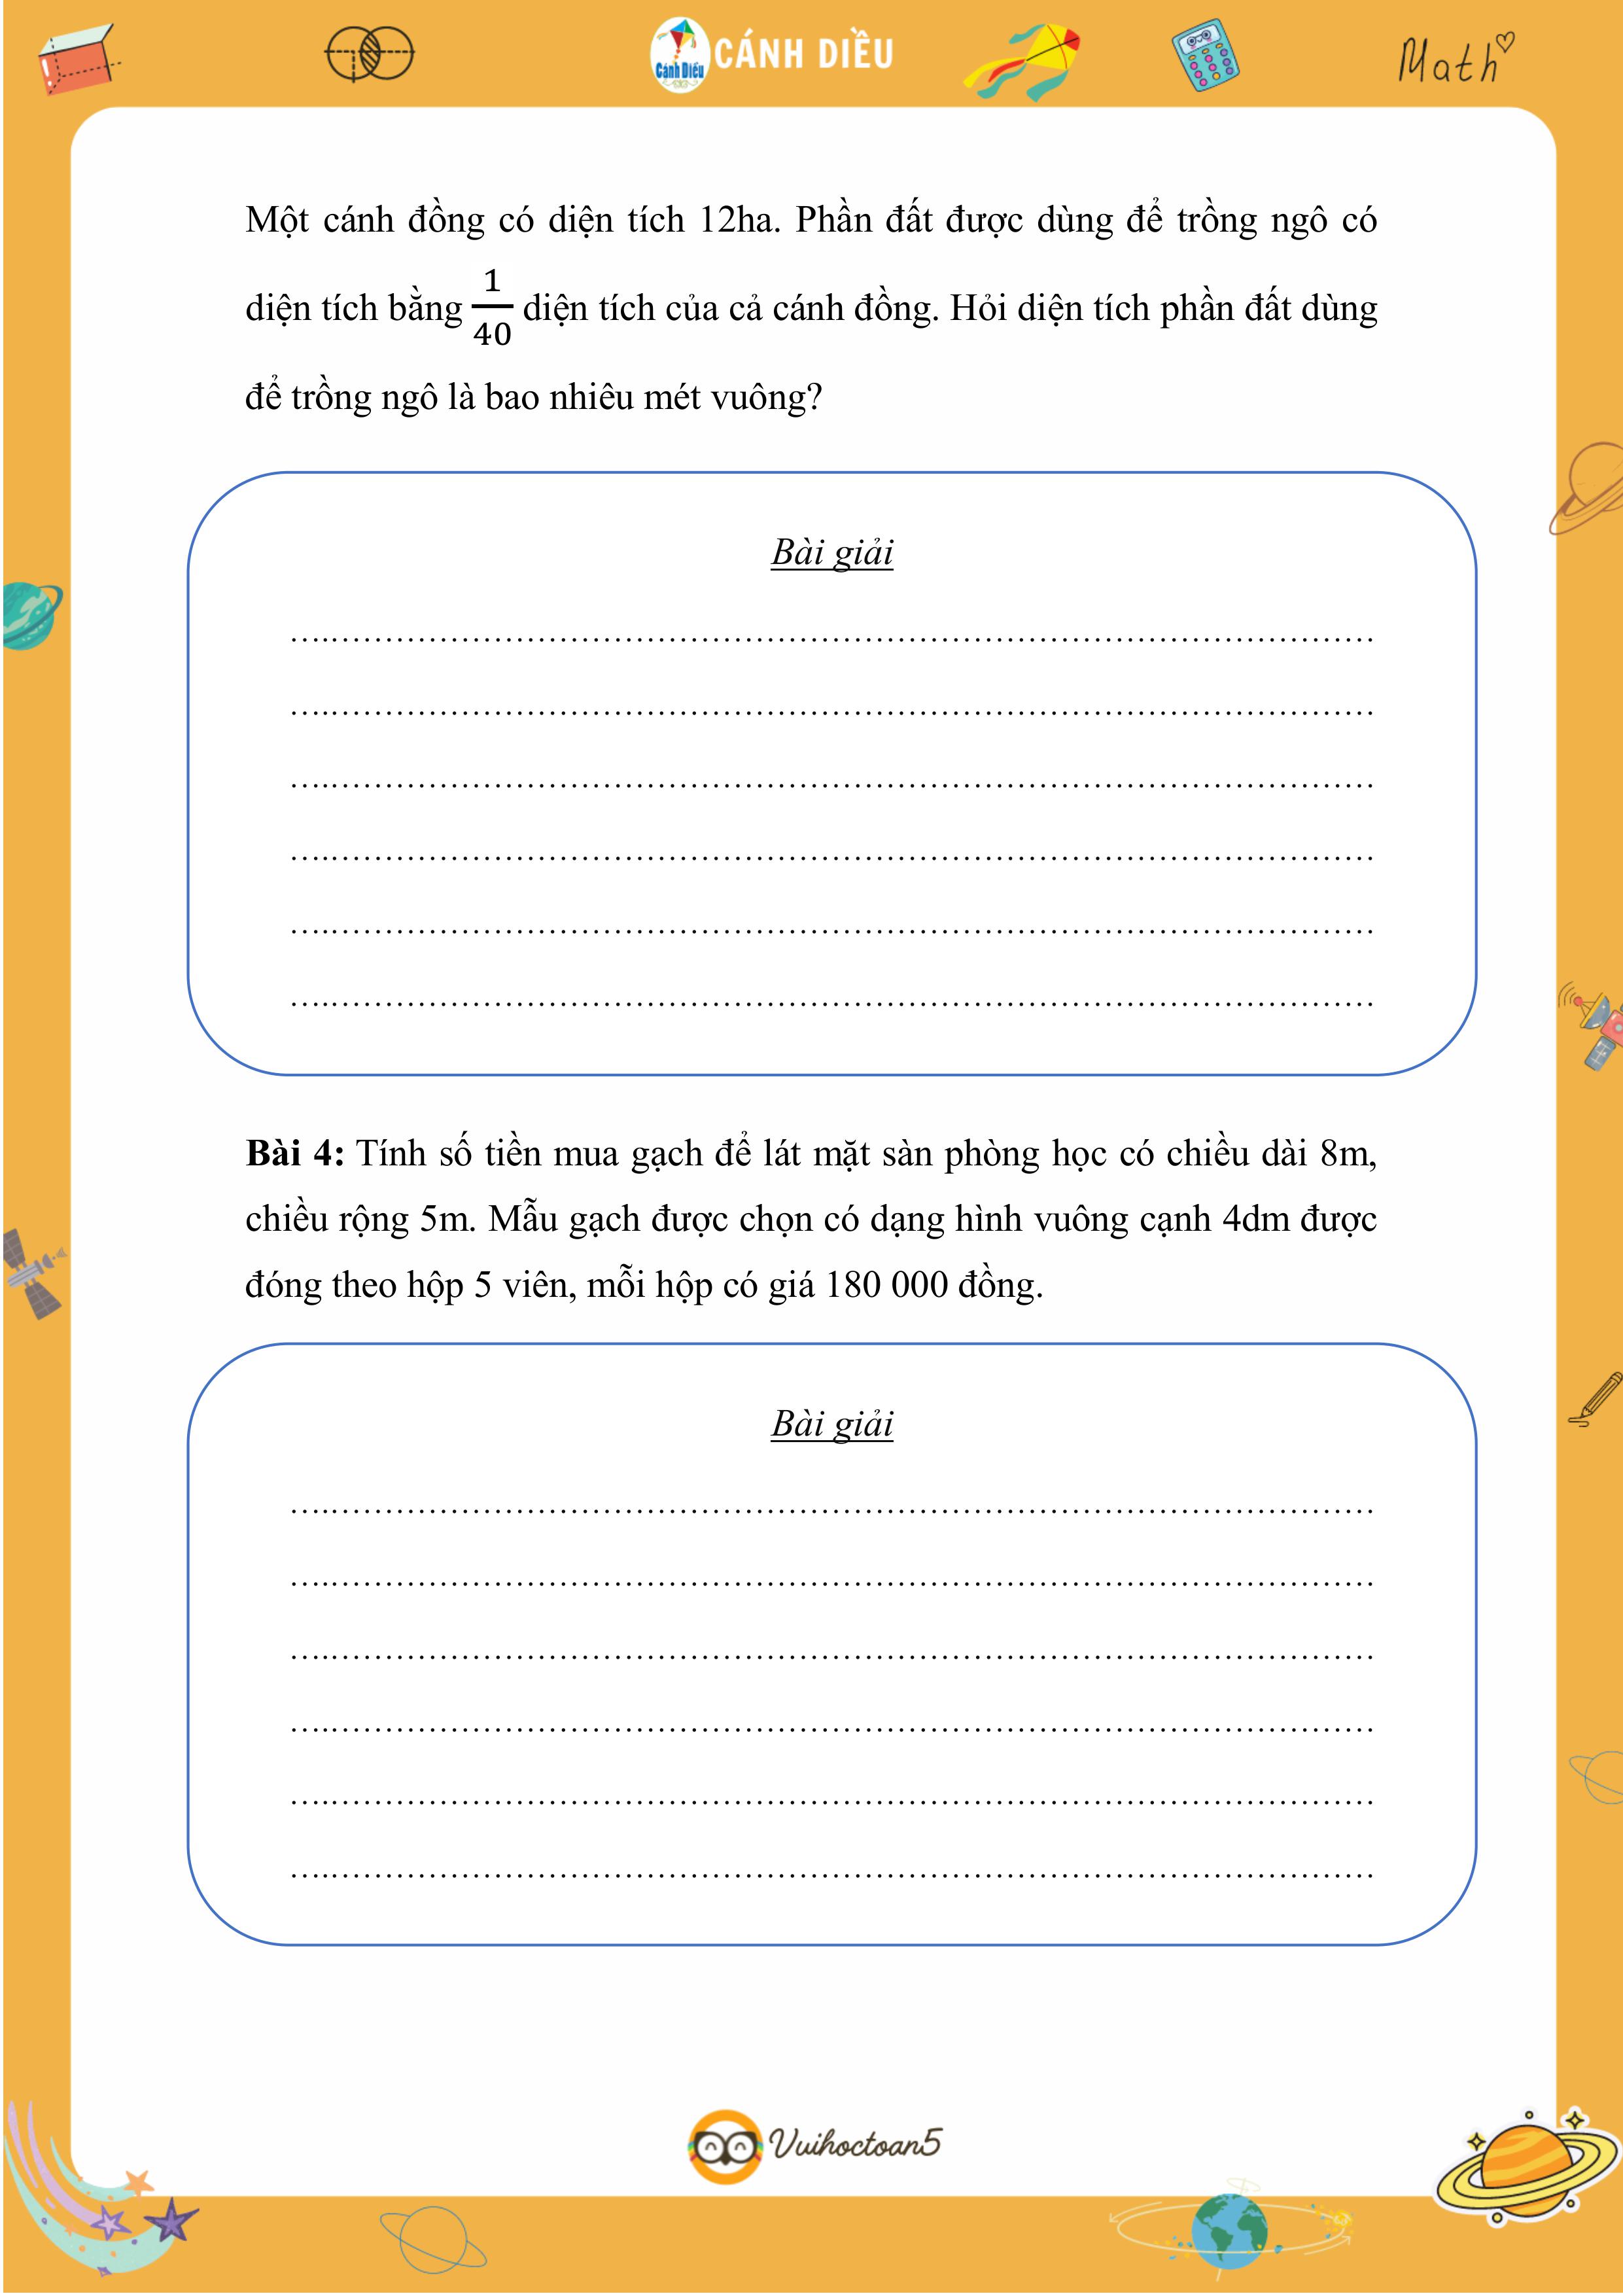 Cánh Diều
CÁNH DIỀU
Math
Một cánh đồng có diện tích 12ha. Phần đất được dùng để trồng ngô có
diện tích bằng 1/40 diện tích của cả cánh đồng. Hỏi diện tích phần đất dùng
để trồng ngô là bao nhiêu mét vuông?
Bài giải
Bài 4: Tính số tiền mua gạch để lát mặt sàn phòng học có chiều dài 8m,
chiều rộng 5m. Mẫu gạch được chọn có dạng hình vuông cạnh 4dm được
đóng theo hộp 5 viên, mỗi hộp có giá 180 000 đồng.
Bài giải
Vuihoctoan5